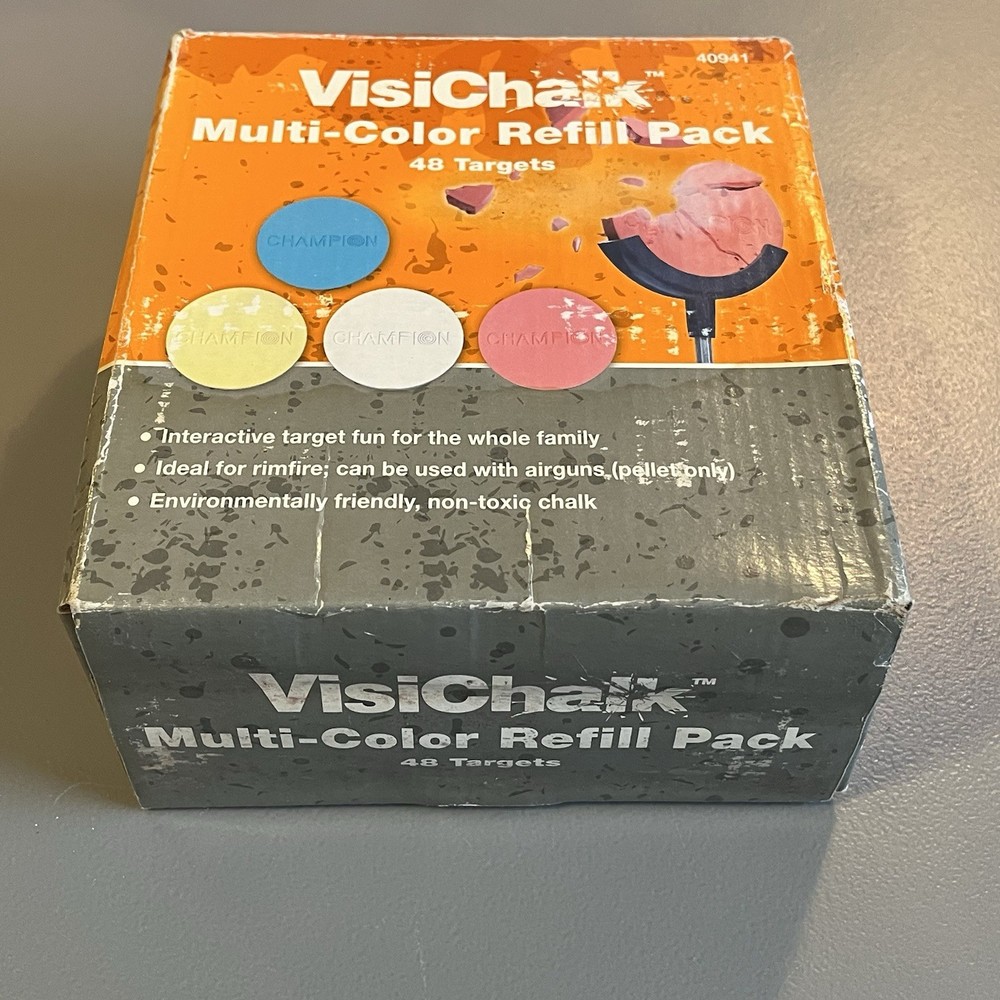 40941
VisiChalk™
Multi-Color Refill Pack
48 Targets
CHAMPION
CHAMPION
CHAMPION CHAMPION CHAMPION
• Interactive target fun for the whole family
• Ideal for rimfire; can be used with airguns (pellet only)
• Environmentally friendly, non-toxic chalk
VisiChalk™
Multi-Color Refill Pack
48 Targets